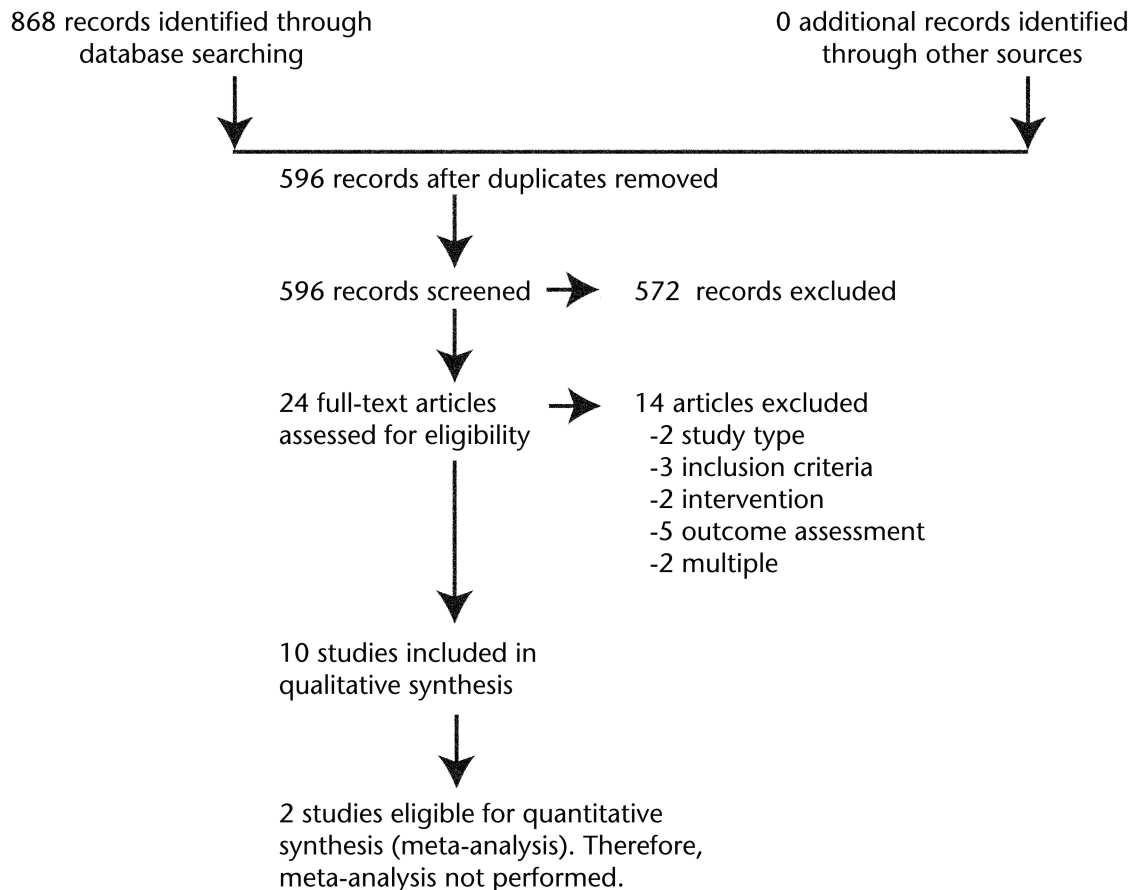 868 records identified through
database searching
0 additional records identified
through other sources
596 records after duplicates removed
596 records screened
572 records excluded
24 full-text articles
assessed for eligibility
14 articles excluded
-2 study type
-3 inclusion criteria
-2 intervention
-5 outcome assessment
-2 multiple
10 studies included in
qualitative synthesis
2 studies eligible for quantitative
synthesis (meta-analysis). Therefore,
meta-analysis not performed.